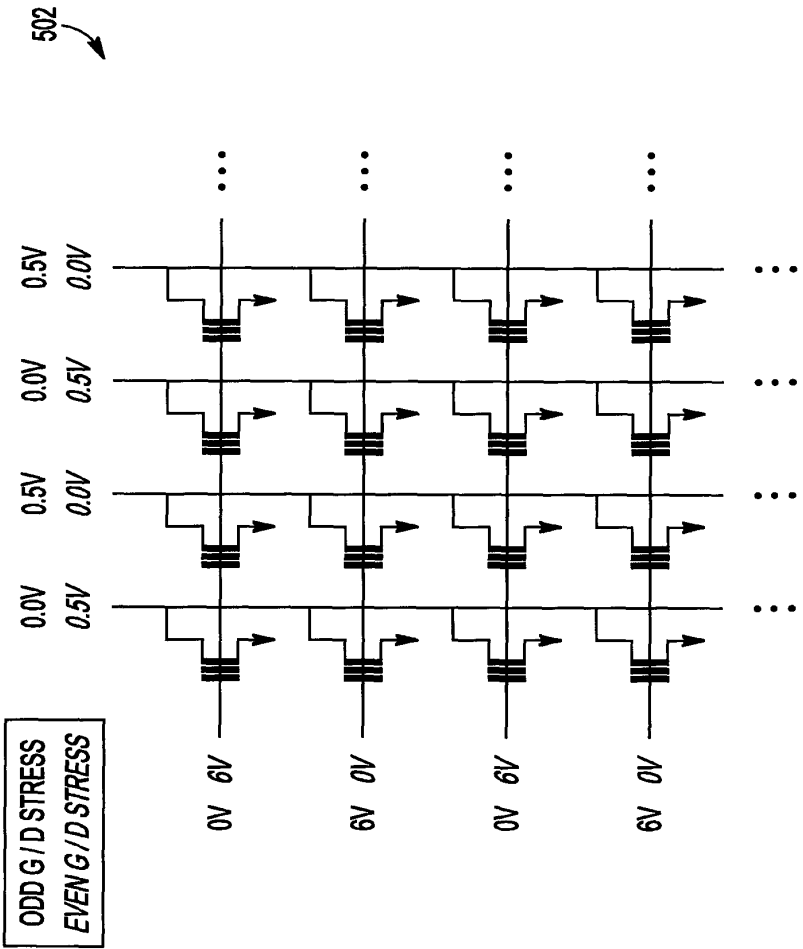 502
0.0V 0.5V 0.0V 0.5V
0.5V 0.0V 0.5V 0.0V
ODD G / D STRESS
EVEN G / D STRESS
0V 6V
6V 0V
0V 6V
6V 0V